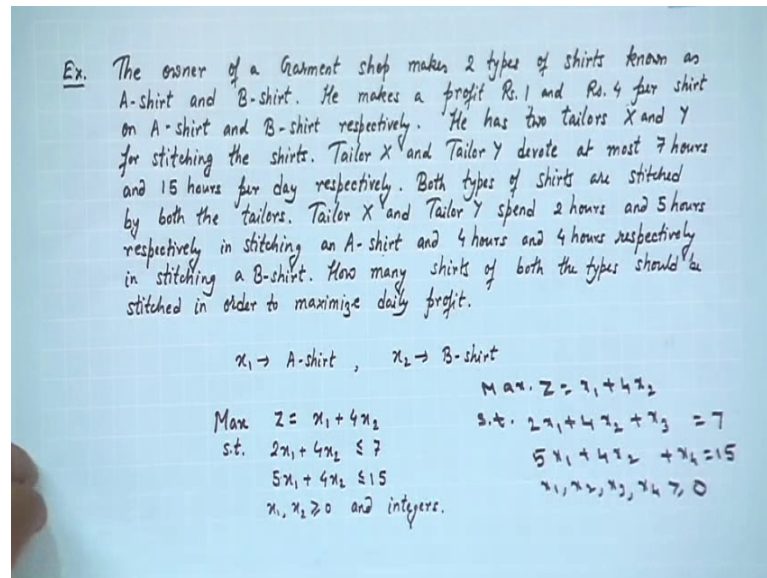 Ex. The owner of a Garment shop makes 2 types of shirts known as
A-shirt and B-shirt. He makes a profit Rs. 1 and Rs. 4 per shirt
on A-shirt and B-shirt respectively. He has two tailors X and Y
for stitching the shirts. Tailor X and Tailor Y devote at most 7 hours
and 15 hours per day respectively. Both types of shirts are stitched
by both the tailors. Tailor X and Tailor Y spend 2 hours and 5 hours
respectively in stitching an A-shirt and 4 hours and 4 hours respectively
in stitching a B-shirt. How many shirts of both the types should be
stitched in order to maximize daily profit.
x₁ → A-shirt , x₂ → B-shirt
Max Z = x₁ + 4x₂
s.t. 2x₁ + 4x₂ ≤ 7
5x₁ + 4x₂ ≤ 15
x₁, x₂ ≥ 0 and integers.
Max. Z = x₁ + 4x₂
s.t. 2x₁ + 4x₂ + x₃ = 7
5x₁ + 4x₂ + x₄ = 15
x₁, x₂, x₃, x₄ ≥ 0